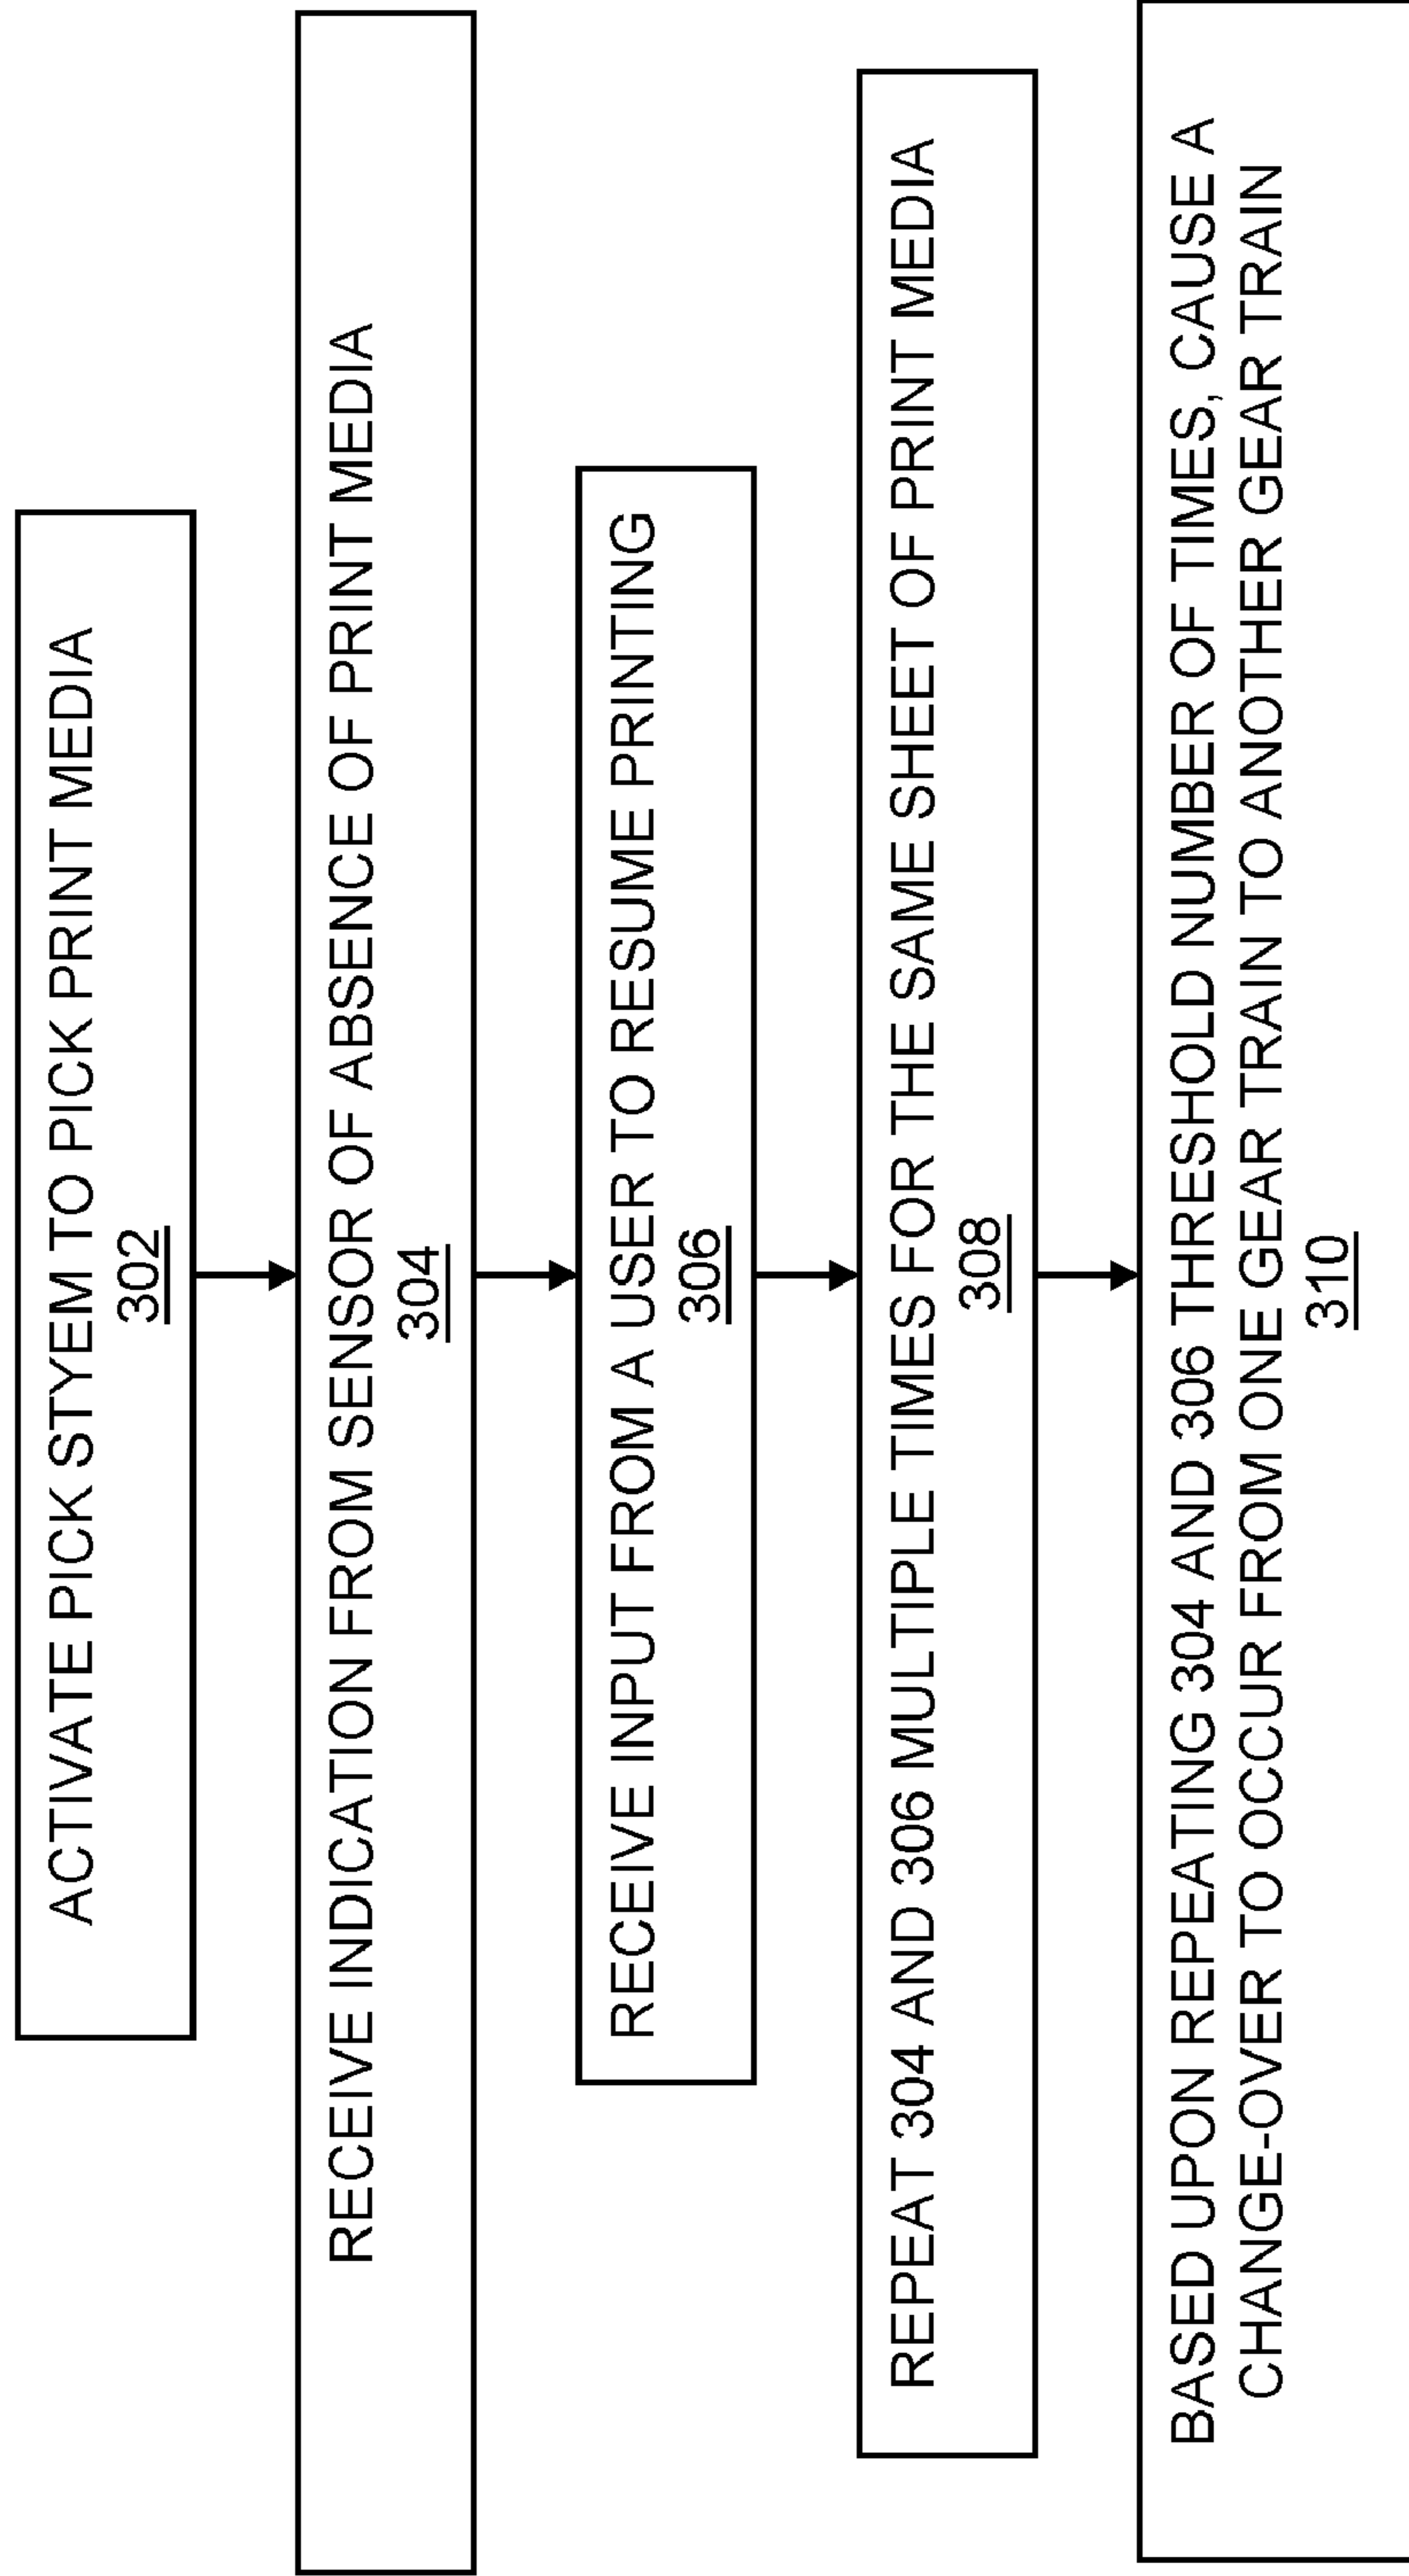 ACTIVATE PICK STYEM TO PICK PRINT MEDIA
302
RECEIVE INDICATION FROM SENSOR OF ABSENCE OF PRINT MEDIA
304
RECEIVE INPUT FROM A USER TO RESUME PRINTING
306
REPEAT 304 AND 306 MULTIPLE TIMES FOR THE SAME SHEET OF PRINT MEDIA
308
BASED UPON REPEATING 304 AND 306 THRESHOLD NUMBER OF TIMES, CAUSE A
CHANGE-OVER TO OCCUR FROM ONE GEAR TRAIN TO ANOTHER GEAR TRAIN
310